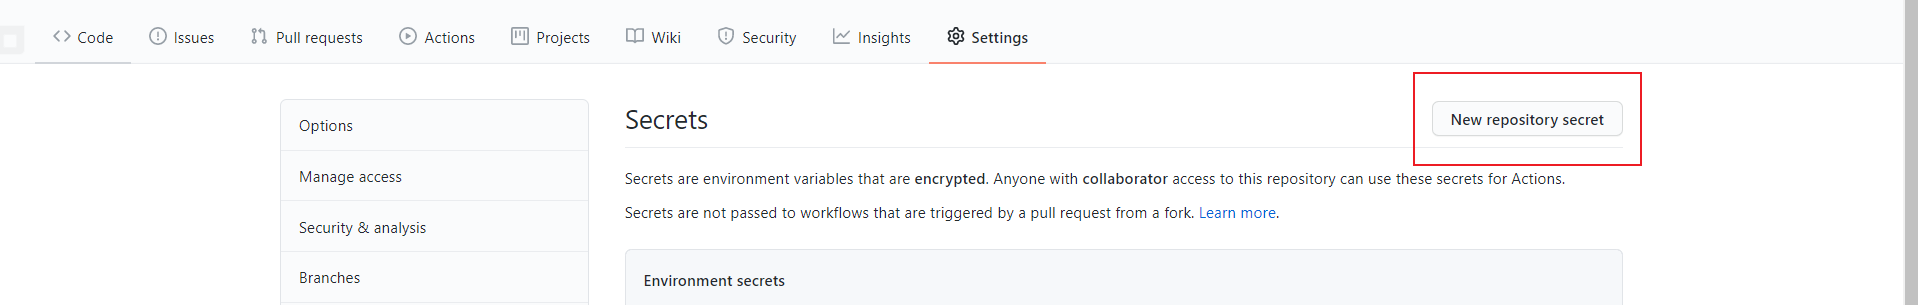 Code Issues Pull requests Actions Projects Wiki Security Insights Settings
Options
Manage access
Security & analysis
Branches
Secrets
New repository secret
Secrets are environment variables that are encrypted. Anyone with collaborator access to this repository can use these secrets for Actions.
Secrets are not passed to workflows that are triggered by a pull request from a fork. Learn more.
Environment secrets